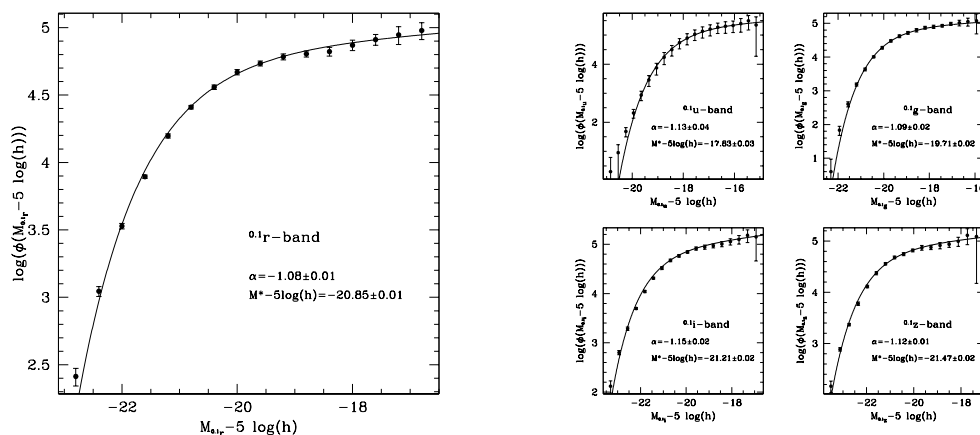 5
4.5
4
3.5
3
2.5
log(ϕ(M₀.₁ᵣ−5 log(h)))
⁰·¹r−band
α=−1.08±0.01
M*−5log(h)=−20.85±0.01
−22 −20 −18
M₀.₁ᵣ−5 log(h)
4
2
log(ϕ(M₀.₁ᵤ−5 log(h)))
⁰·¹u−band
α=−1.13±0.04
M*−5log(h)=−17.83±0.03
−20 −18 −16
M₀.₁ᵤ−5 log(h)
5
4
3
2
1
log(ϕ(M₀.₁g−5 log(h)))
⁰·¹g−band
α=−1.09±0.02
M*−5log(h)=−19.71±0.02
−22 −20 −18 −16
M₀.₁g−5 log(h)
5
4
3
2
log(ϕ(M₀.₁ᵢ−5 log(h)))
⁰·¹i−band
α=−1.15±0.02
M*−5log(h)=−21.21±0.02
−24 −22 −20 −18
M₀.₁ᵢ−5 log(h)
5
4
3
log(ϕ(M₀.₁z−5 log(h)))
⁰·¹z−band
α=−1.12±0.01
M*−5log(h)=−21.47±0.02
−22 −20 −18
−5 log(h)